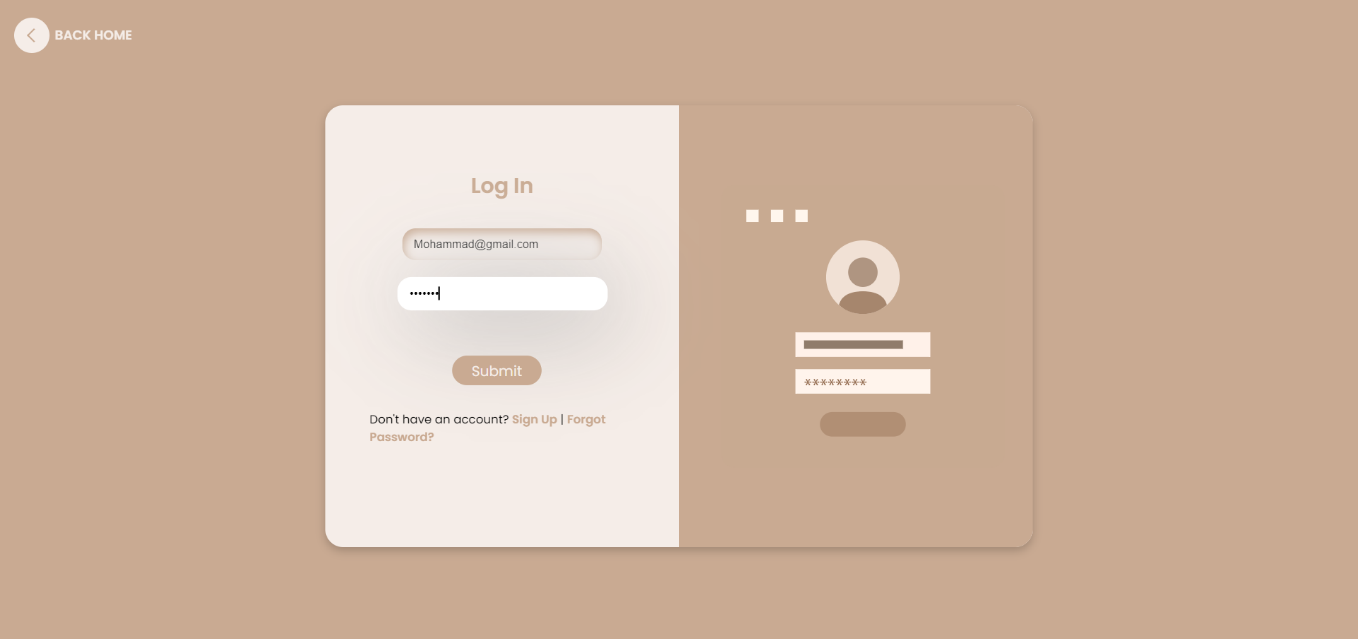 BACK HOME
Log In
Mohammad@gmail.com
•••••••
Submit
Don't have an account? Sign Up | Forgot
Password?
********